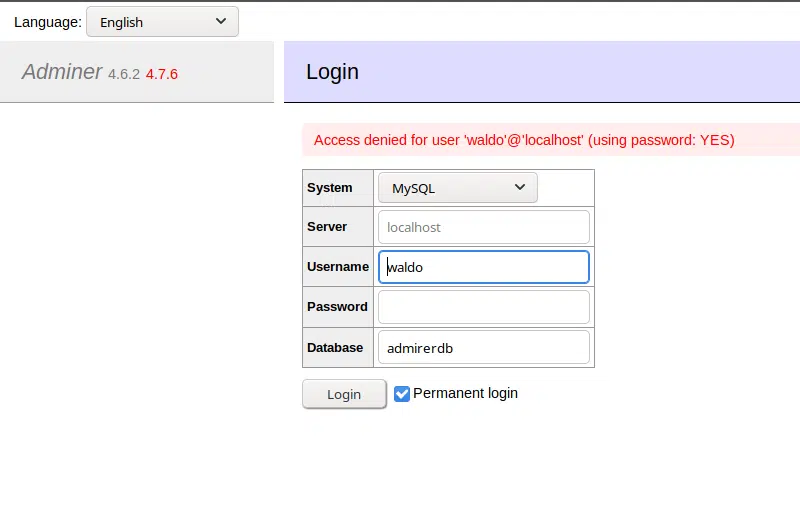 Language: English
Adminer 4.6.2 4.7.6
Login
Access denied for user 'waldo'@'localhost' (using password: YES)
System MySQL
Server localhost
Username waldo
Password
Database admirerdb
Login Permanent login